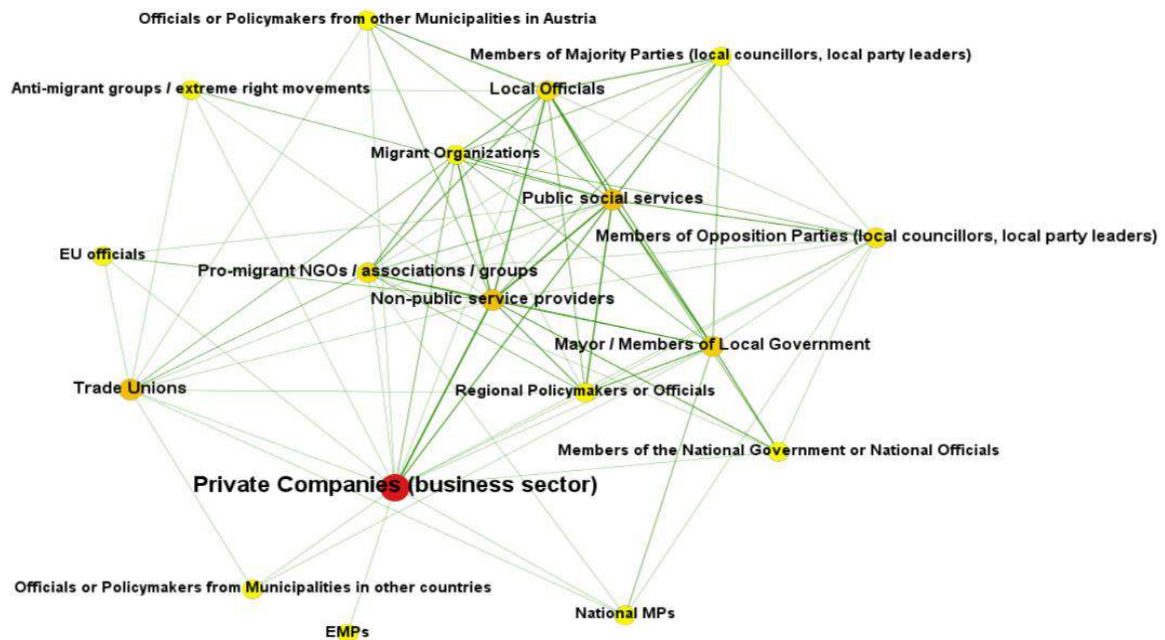 Officials or Policymakers from other Municipalities in Austria
Members of Majority Parties (local councillors, local party leaders)
Anti-migrant groups / extreme right movements
Local Officials
Migrant Organizations
Public social services
Members of Opposition Parties (local councillors, local party leaders)
EU officials
Pro-migrant NGOs / associations / groups
Non-public service providers
Mayor / Members of Local Government
Trade Unions
Regional Policymakers or Officials
Members of the National Government or National Officials
Private Companies (business sector)
Officials or Policymakers from Municipalities in other countries
National MPs
EMPs